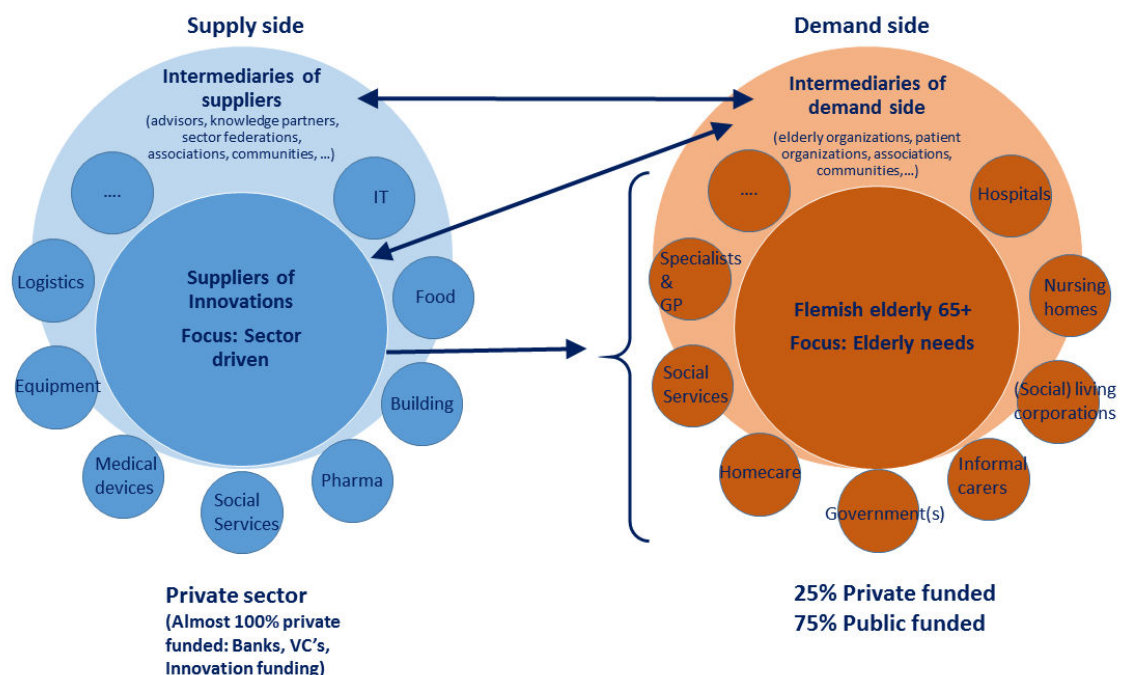 Supply side
Intermediaries of
suppliers
(advisors, knowledge partners,
sector federations,
associations, communities, ...)
....
IT
Logistics
Food
Suppliers of
Innovations
Focus: Sector
driven
Equipment
Building
Medical
devices
Pharma
Social
Services
Private sector
(Almost 100% private
funded: Banks, VC's,
Innovation funding)
Demand side
Intermediaries of
demand side
(elderly organizations, patient
organizations, associations,
communities,...)
....
Hospitals
Specialists
&
GP
Nursing
homes
Flemish elderly 65+
Focus: Elderly needs
Social
Services
(Social) living
corporations
Homecare
Informal
carers
Government(s)
25% Private funded
75% Public funded